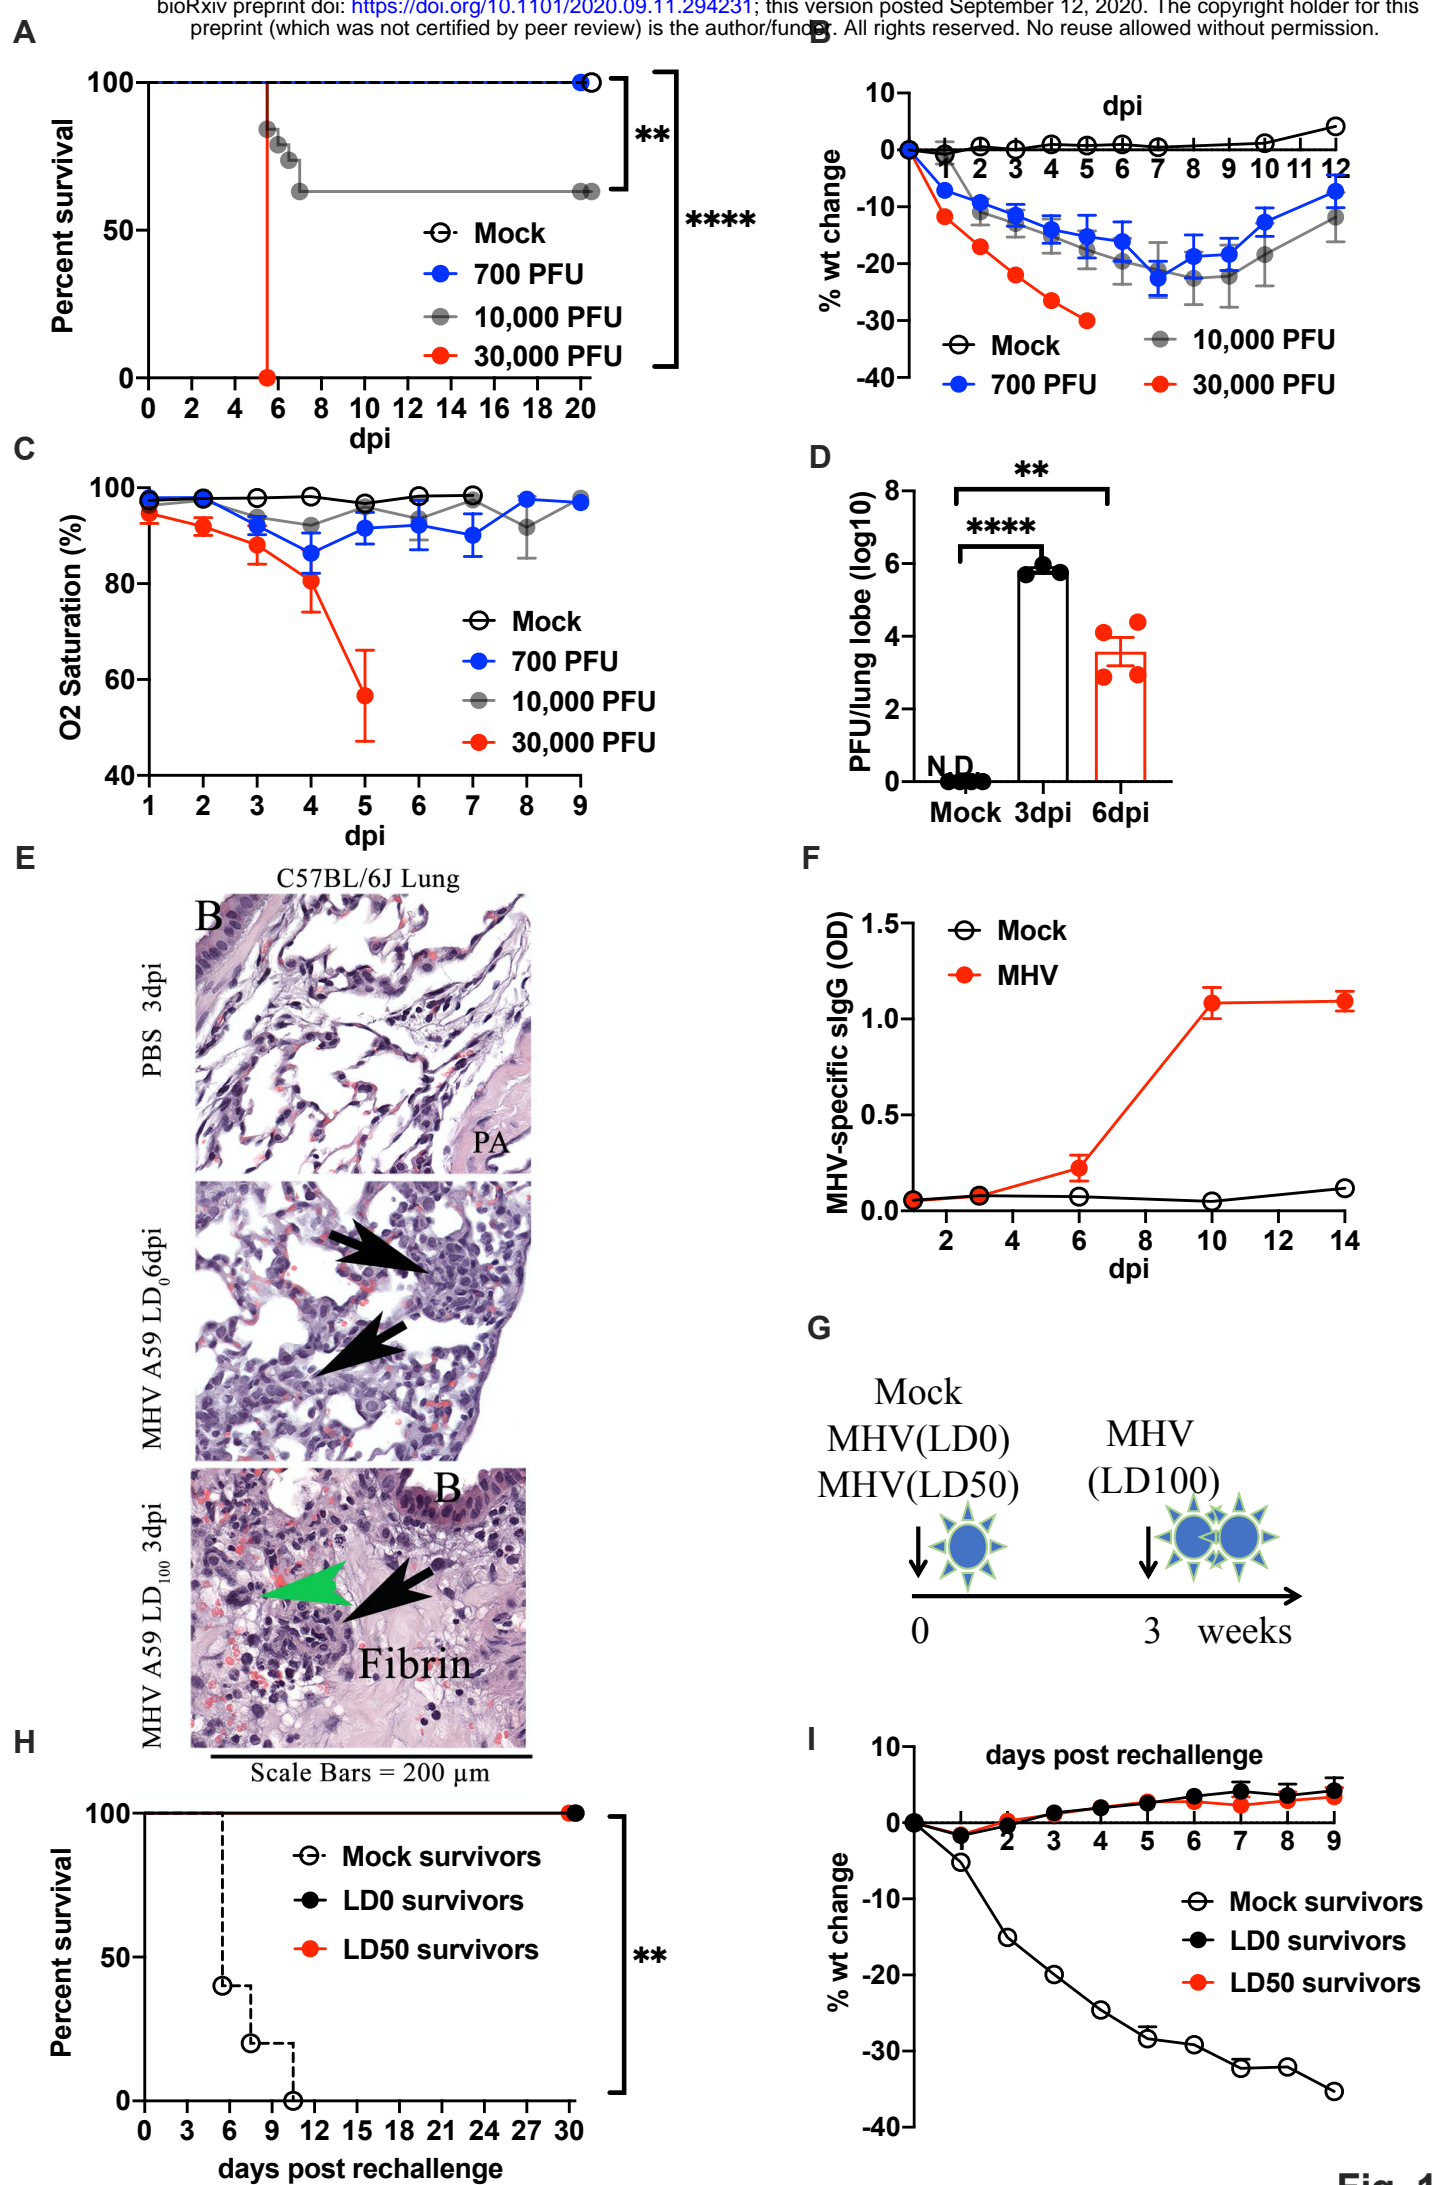 bioRxiv preprint doi: https://doi.org/10.1101/2020.09.11.294231; this version posted September 12, 2020. The copyright holder for this
preprint (which was not certified by peer review) is the author/funder. All rights reserved. No reuse allowed without permission.
A
Percent survival
100
50
0
0 2 4 6 8 10 12 14 16 18 20
dpi
Mock
700 PFU
10,000 PFU
30,000 PFU
**
****
B
% wt change
dpi
10
0
-10
-20
-30
-40
1 2 3 4 5 6 7 8 9 10 11 12
Mock
700 PFU
10,000 PFU
30,000 PFU
C
O2 Saturation (%)
100
80
60
40
1 2 3 4 5 6 7 8 9
dpi
Mock
700 PFU
10,000 PFU
30,000 PFU
D
PFU/lung lobe (log10)
8
6
4
2
0
**
****
N.D.
Mock 3dpi 6dpi
E
C57BL/6J Lung
PBS 3dpi
B
PA
MHV A59 LD0 6dpi
MHV A59 LD100 3dpi
B
Fibrin
Scale Bars = 200 µm
F
MHV-specific sIgG (OD)
1.5
1.0
0.5
0.0
2 4 6 8 10 12 14
dpi
Mock
MHV
G
Mock
MHV(LD0)
MHV(LD50)
MHV
(LD100)
0 3 weeks
H
Percent survival
100
50
0
0 3 6 9 12 15 18 21 24 27 30
days post rechallenge
Mock survivors
LD0 survivors
LD50 survivors
**
I
% wt change
days post rechallenge
10
0
-10
-20
-30
-40
2 3 4 5 6 7 8 9
Mock survivors
LD0 survivors
LD50 survivors
Fig. 1